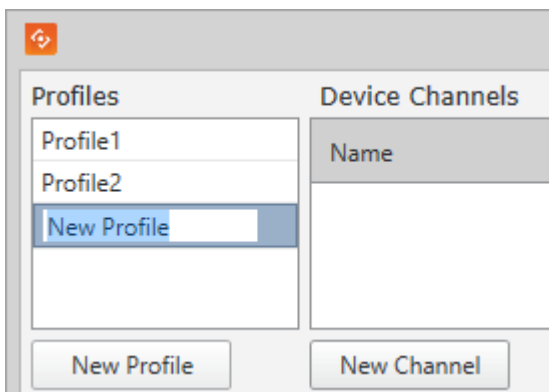 Profiles
Device Channels
Profile1
Name
Profile2
New Profile
New Profile
New Channel